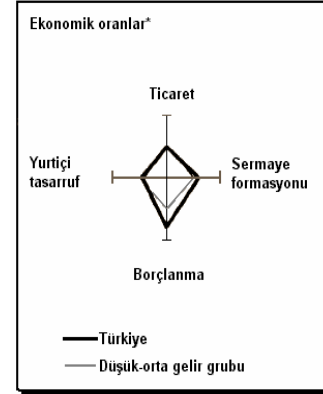 Ekonomik oranlar*
Ticaret
Yurtiçi
tasarruf
Sermaye
formasyonu
Borçlanma
Türkiye
Düşük-orta gelir grubu